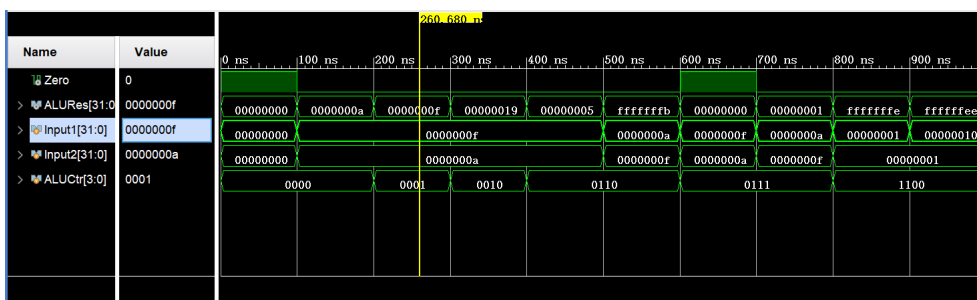 260.680 n
Name Value 0 ns 100 ns 200 ns 300 ns 400 ns 500 ns 600 ns 700 ns 800 ns 900 ns
Zero 0
ALURes[31:0 0000000f 00000000 0000000a 0000000f 00000019 00000005 fffffffb 00000000 00000001 fffffffe ffffffee
Input1[31:0] 0000000f 00000000 0000000f 0000000a 0000000f 0000000a 00000001 00000010
Input2[31:0] 0000000a 00000000 0000000a 0000000f 0000000a 0000000f 00000001
ALUCtr[3:0] 0001 0000 0001 0010 0110 0111 1100